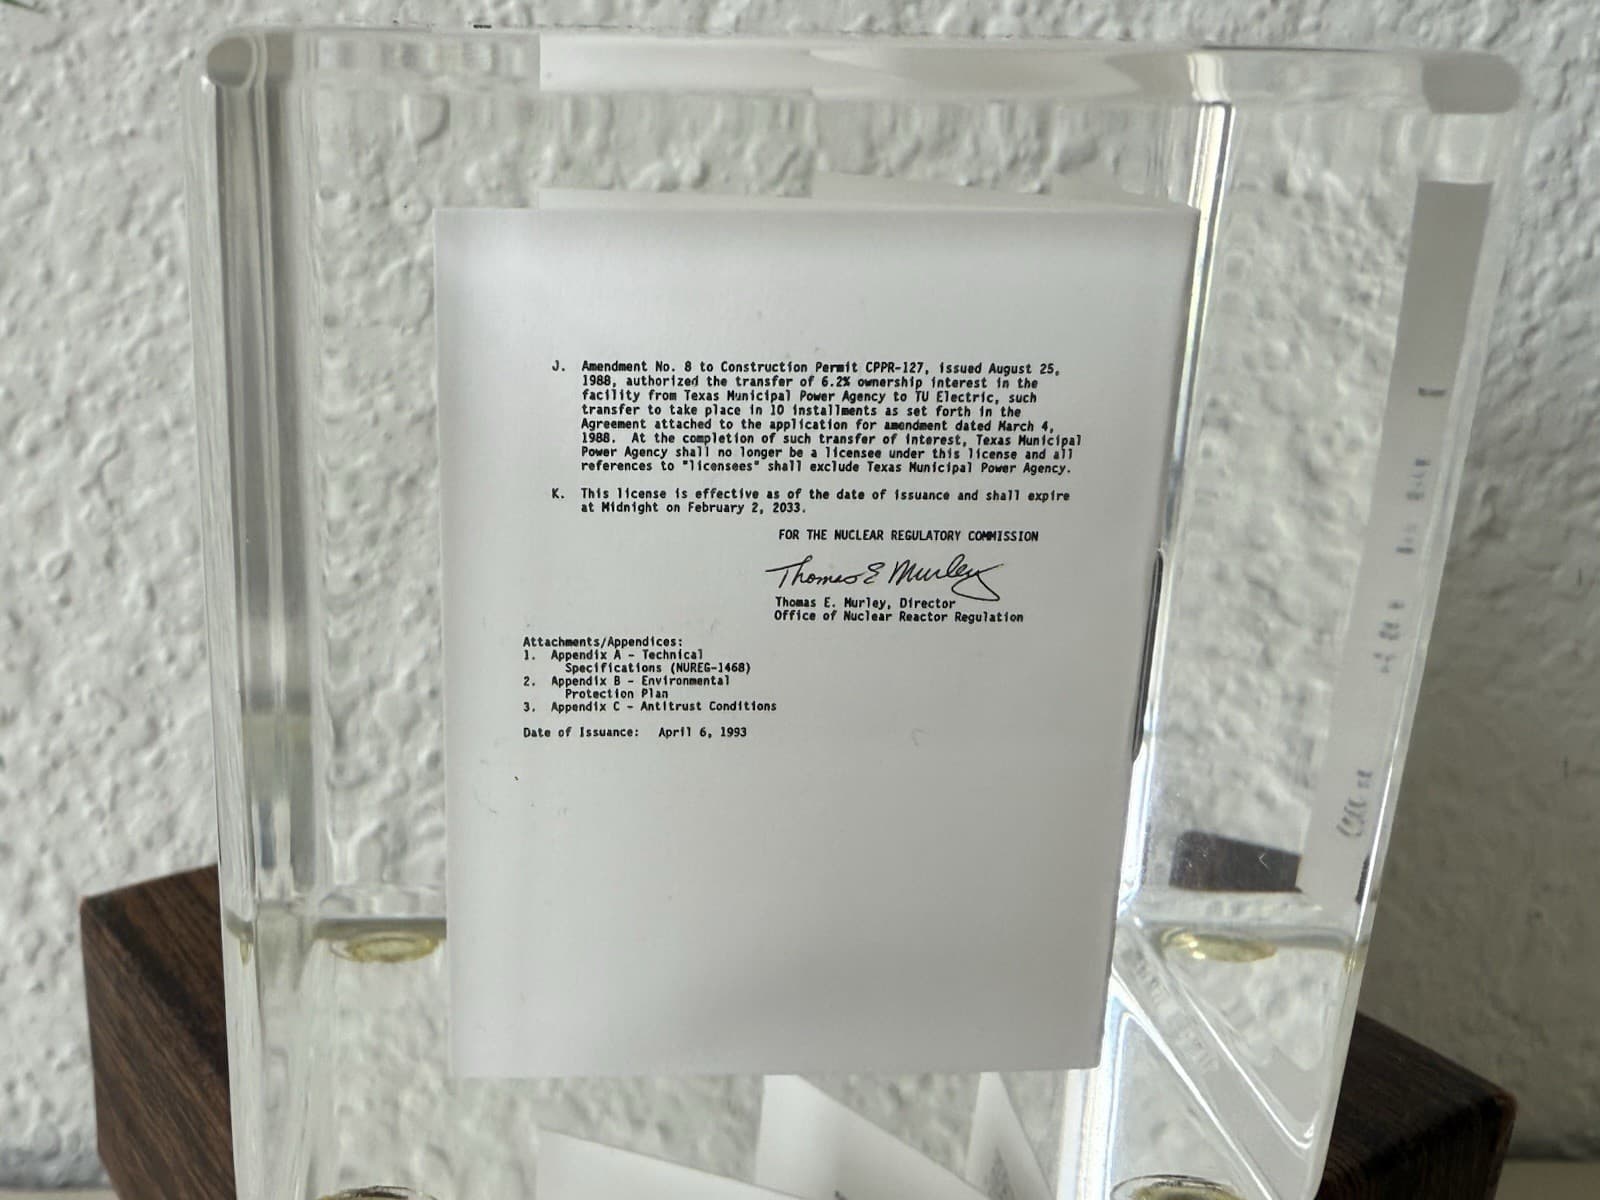 J. Amendment No. 8 to Construction Permit CPPR-127, issued August 25,
1988, authorized the transfer of 6.2% ownership interest in the
facility from Texas Municipal Power Agency to TU Electric, such
transfer to take place in 10 installments as set forth in the
Agreement attached to the application for amendment dated March 4,
1988. At the completion of such transfer of interest, Texas Municipal
Power Agency shall no longer be a licensee under this license and all
references to "licensees" shall exclude Texas Municipal Power Agency.
K. This license is effective as of the date of issuance and shall expire
at Midnight on February 2, 2033.
FOR THE NUCLEAR REGULATORY COMMISSION
Thomas E Murley
Thomas E. Murley, Director
Office of Nuclear Reactor Regulation
Attachments/Appendices:
1. Appendix A - Technical
Specifications (NUREG-1468)
2. Appendix B - Environmental
Protection Plan
3. Appendix C - Antitrust Conditions
Date of Issuance: April 6, 1993